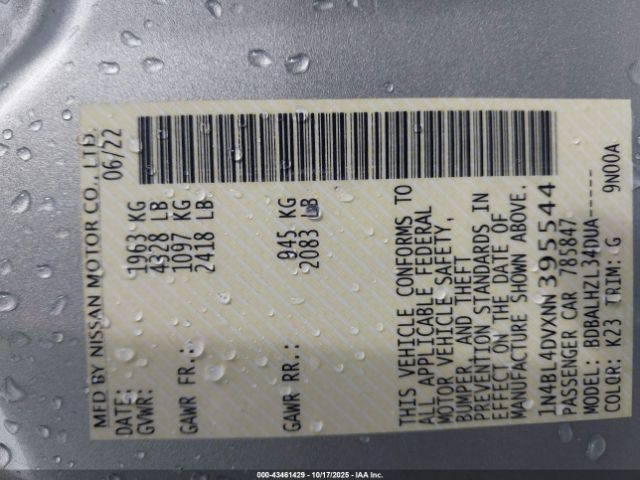 MFD BY NISSAN MOTOR CO., LTD.
DATE: 06/22
GVWR: 1963 KG
4328 LB
GAWR FR.: 1097 KG
2418 LB
GAWR RR.: 945 KG
2083 LB
THIS VEHICLE CONFORMS TO
ALL APPLICABLE FEDERAL
MOTOR VEHICLE SAFETY,
BUMPER AND THEFT
PREVENTION STANDARDS IN
EFFECT ON THE DATE OF
MANUFACTURE SHOWN ABOVE.
1N4BL4DVXNN395544
PASSENGER CAR 785847
MODEL: BDBALHZL34DUA-----
COLOR: K23 TRIM: G 9N00A
000-43461429 - 10/17/2025 - IAA Inc.